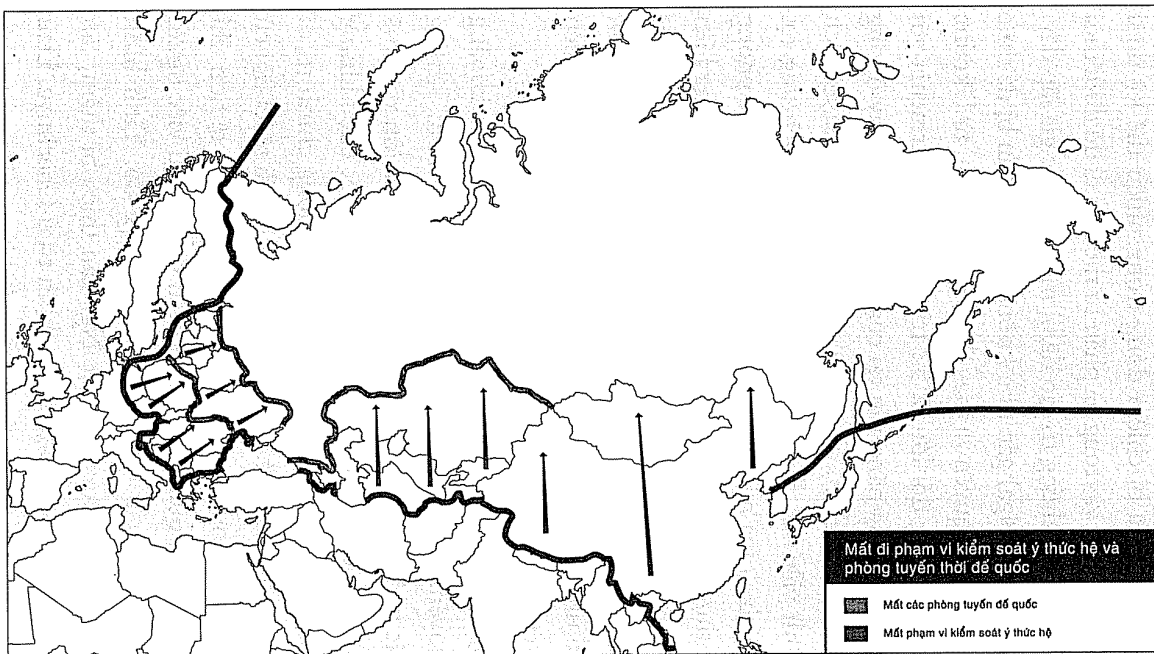 Mất đi phạm vi kiểm soát ý thức hệ và
phòng tuyến thời đế quốc
Mất các phòng tuyến đế quốc
Mất phạm vi kiểm soát ý thức hệ